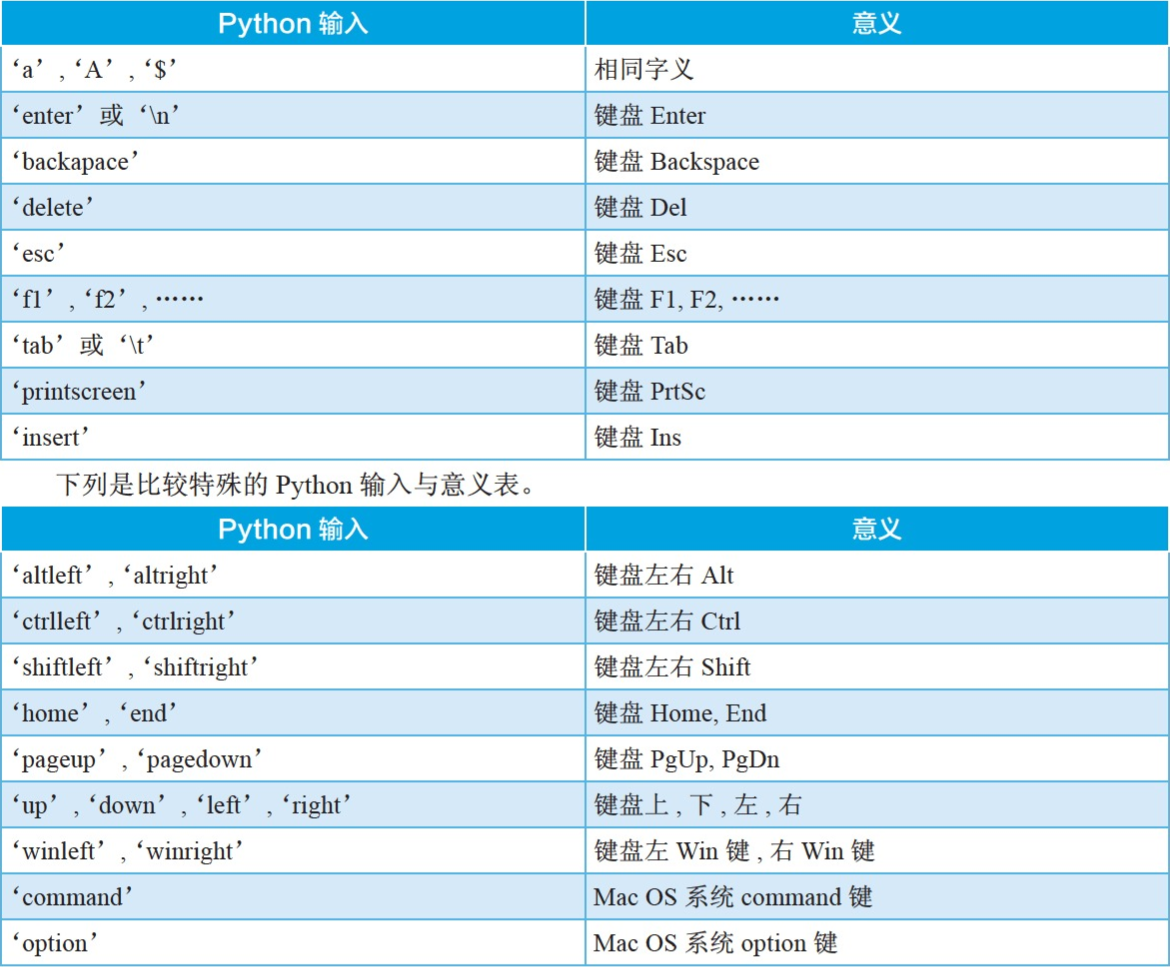 Python 输入 意义
‘a’ , ‘A’ , ‘$’ 相同字义
‘enter’ 或 ‘\n’ 键盘 Enter
‘backapace’ 键盘 Backspace
‘delete’ 键盘 Del
‘esc’ 键盘 Esc
‘f1’ , ‘f2’ , …… 键盘 F1, F2, ……
‘tab’ 或 ‘\t’ 键盘 Tab
‘printscreen’ 键盘 PrtSc
‘insert’ 键盘 Ins
下列是比较特殊的 Python 输入与意义表。
Python 输入 意义
‘altleft’ , ‘altright’ 键盘左右 Alt
‘ctrlleft’ , ‘ctrlright’ 键盘左右 Ctrl
‘shiftleft’ , ‘shiftright’ 键盘左右 Shift
‘home’ , ‘end’ 键盘 Home, End
‘pageup’ , ‘pagedown’ 键盘 PgUp, PgDn
‘up’ , ‘down’ , ‘left’ , ‘right’ 键盘上 , 下 , 左 , 右
‘winleft’ , ‘winright’ 键盘左 Win 键 , 右 Win 键
‘command’ Mac OS 系统 command 键
‘option’ Mac OS 系统 option 键